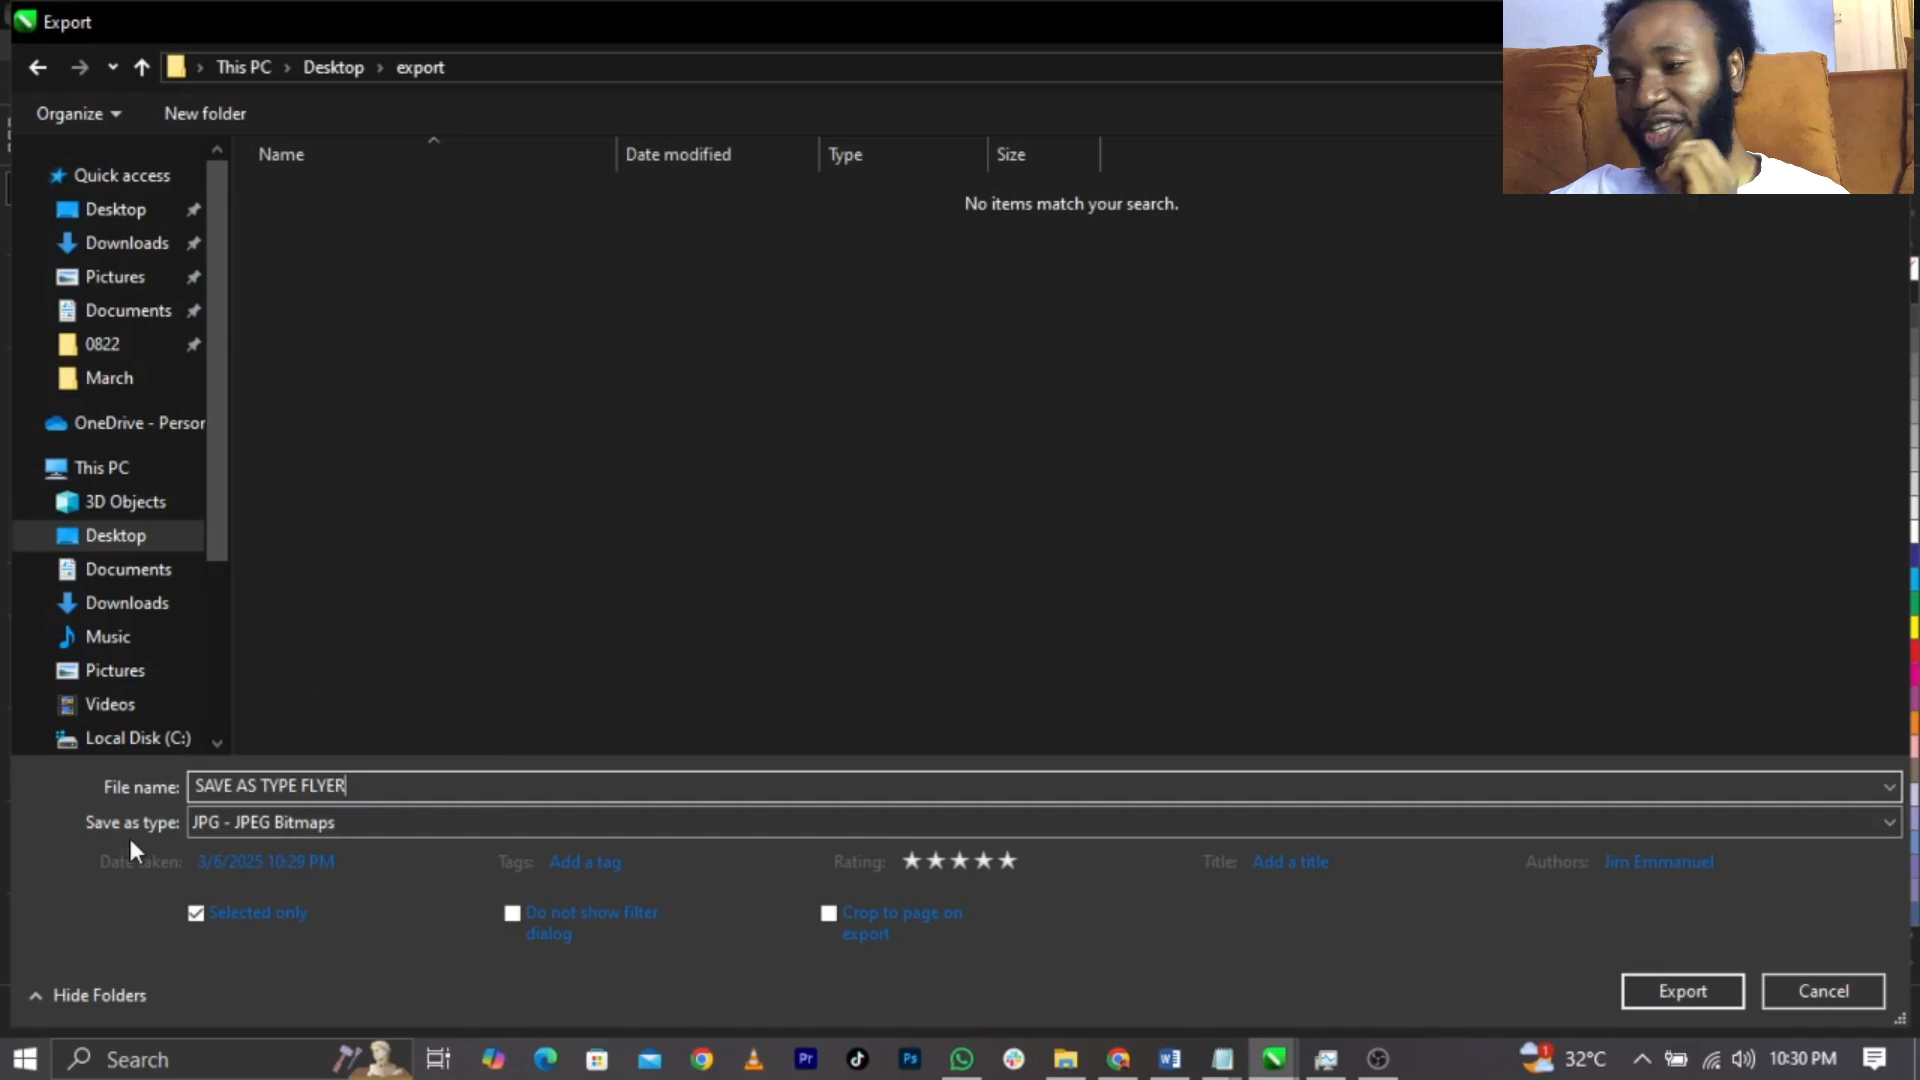 Export
This PC > Desktop > export
Organize New folder
Name Date modified Type Size
No items match your search.
Quick access
Desktop
Downloads
Pictures
Documents
0822
March
OneDrive - Person
This PC
3D Objects
Desktop
Documents
Downloads
Music
Pictures
Videos
Local Disk (C:)
File name: SAVE AS TYPE FLYER
Save as type: JPG - JPEG Bitmaps
Date taken: 3/6/2025 10:29 PM Tags: Add a tag Rating: Title: Add a title Authors: Jim Emmanuel
Selected only Do not show filter dialog Crop to page on export
Hide Folders Export Cancel
Search Pr Ps W 1 32°C 10:30 PM